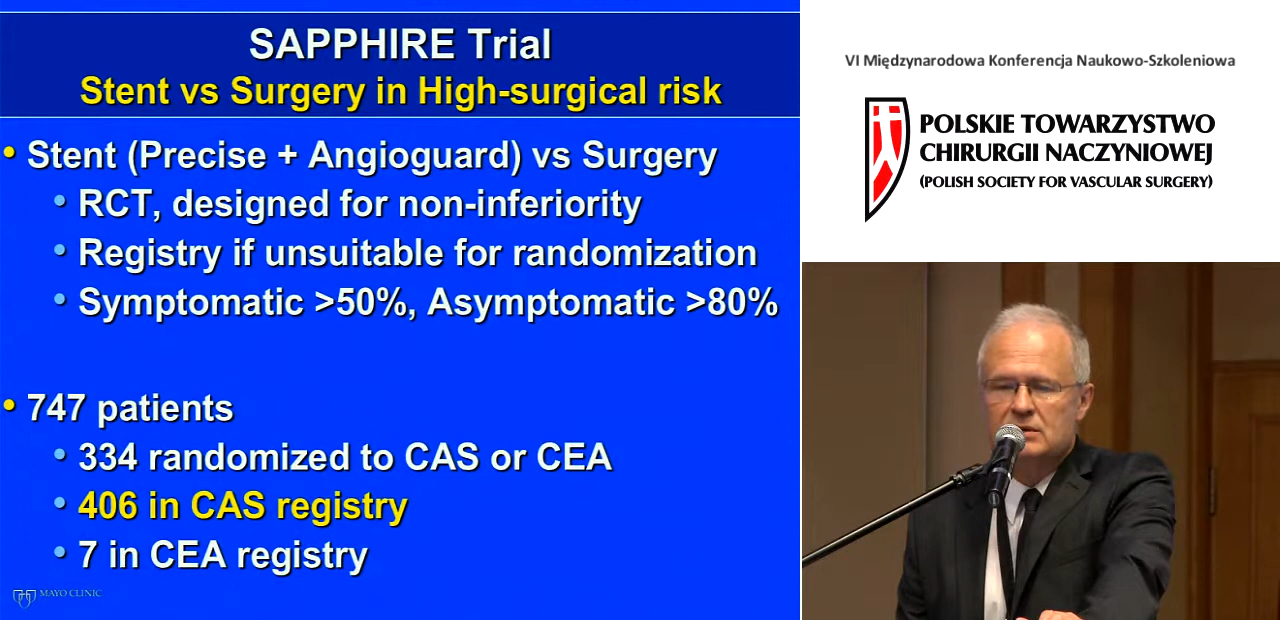 SAPPHIRE Trial
Stent vs Surgery in High-surgical risk
• Stent (Precise + Angioguard) vs Surgery
• RCT, designed for non-inferiority
• Registry if unsuitable for randomization
• Symptomatic >50%, Asymptomatic >80%
• 747 patients
• 334 randomized to CAS or CEA
• 406 in CAS registry
• 7 in CEA registry
MAYO CLINIC
VI Międzynarodowa Konferencja Naukowo-Szkoleniowa
POLSKIE TOWARZYSTWO
CHIRURGII NACZYNIOWEJ
(POLISH SOCIETY FOR VASCULAR SURGERY)